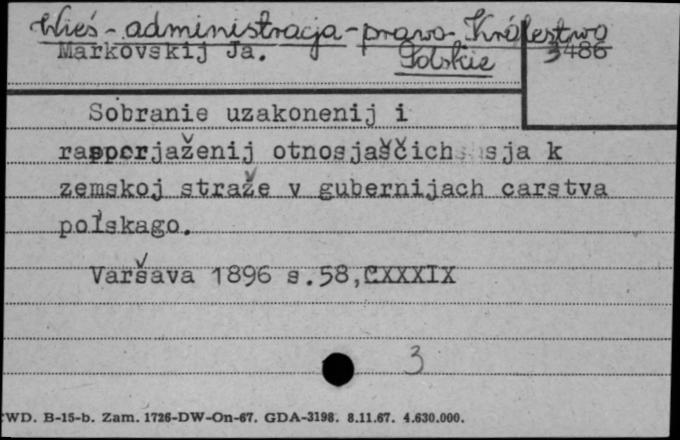 Wieś - administracja - prawo - Królestwo
Polskie
Markovskij Ja.
3486
Sobranie uzakonenij i
rasporjaženij otnosjaščichsja k
zemskoj straže v gubernijach carstva
pol'skago.
Varšava 1896 s.58,CXXXIX
3
WD. B-15-b. Zam. 1726-DW-On-67. GDA-3198. 8.11.67. 4.630.000.